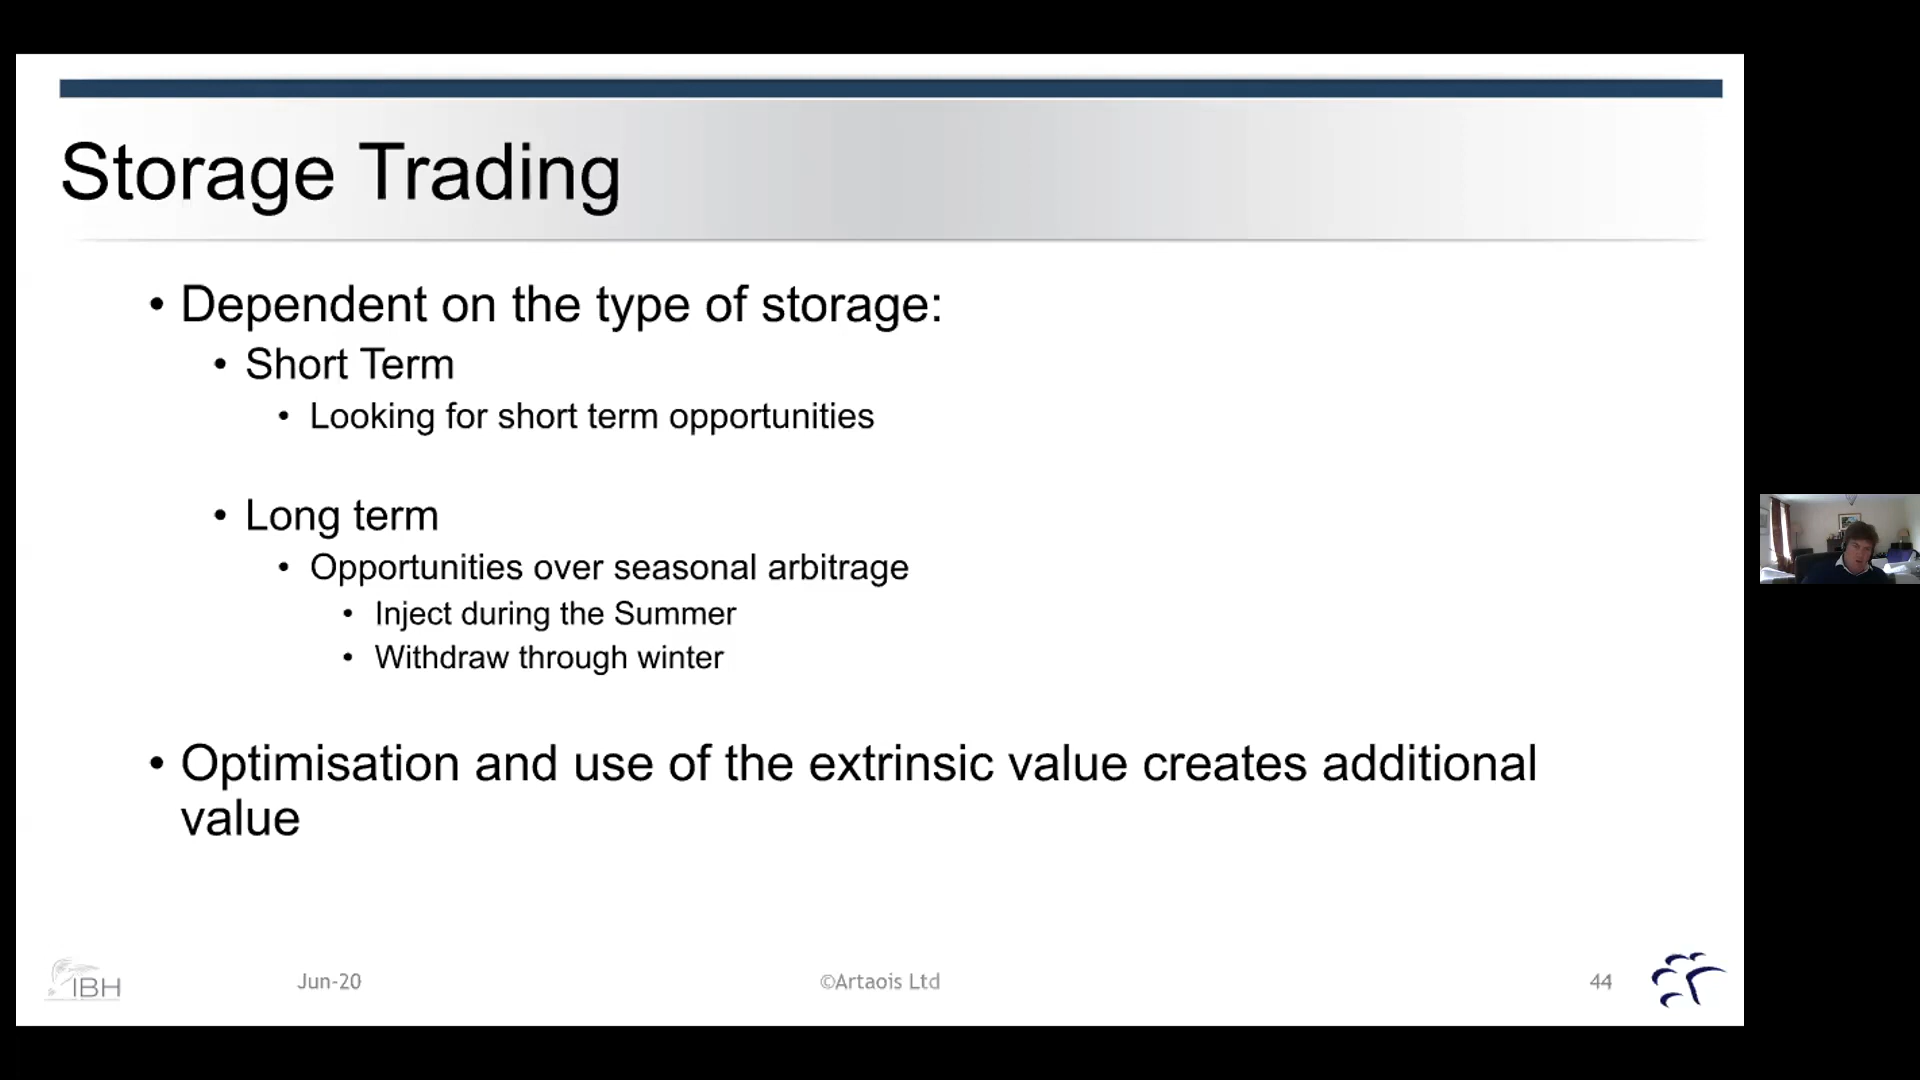 Storage Trading
• Dependent on the type of storage:
• Short Term
• Looking for short term opportunities
• Long term
• Opportunities over seasonal arbitrage
• Inject during the Summer
• Withdraw through winter
• Optimisation and use of the extrinsic value creates additional
value
IBH
Jun-20
©Artaois Ltd
44